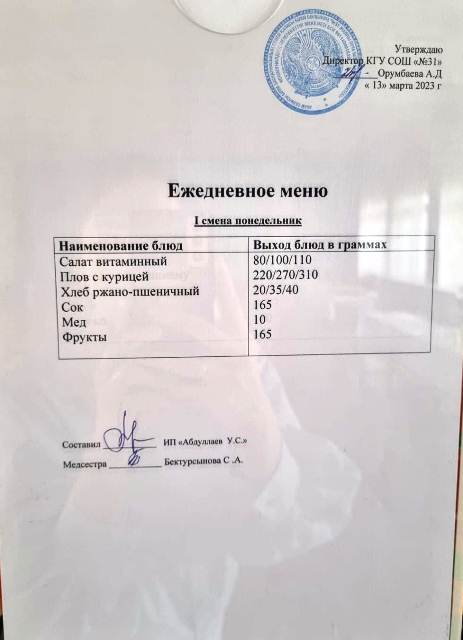 Утверждаю
Директор КГУ СОШ «№31»
Орумбаева А.Д
« 13» марта 2023 г
Ежедневное меню
I смена понедельник
Наименование блюд Выход блюд в граммах
Салат витаминный 80/100/110
Плов с курицей 220/270/310
Хлеб ржано-пшеничный 20/35/40
Сок 165
Мед 10
Фрукты 165
Составил ИП «Абдуллаев У.С.»
Медсестра Бектурсынова С .А.